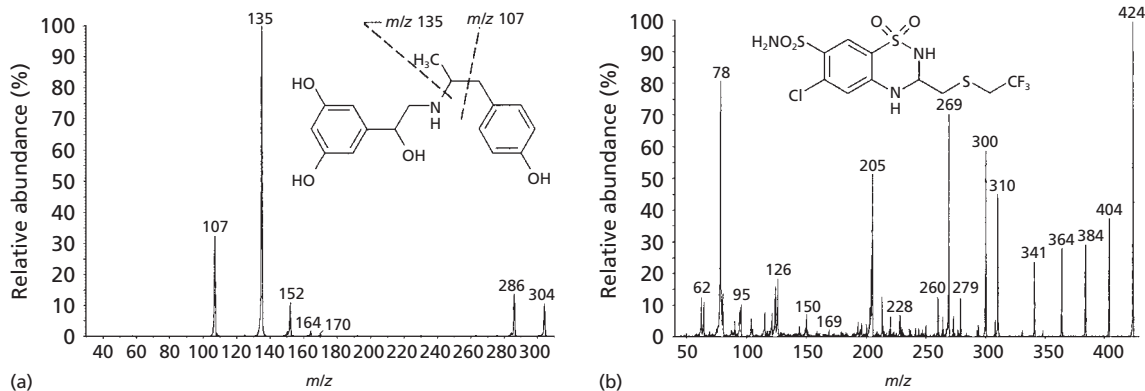 100
90
80
70
60
50
40
30
20
10
0
Relative abundance (%)
135
107
152
164
170
286
304
m/z 135
m/z 107
H₃C
HO
HO
OH
N
H
OH
40 60 80 100 120 140 160 180 200 220 240 260 280 300
m/z
(a)
100
90
80
70
60
50
40
30
20
10
0
Relative abundance (%)
62
78
95
126
150
169
205
228
260
269
279
300
310
341
364
384
404
424
H₂NO₂S
Cl
O O
S
NH
N
H
S
CF₃
50 100 150 200 250 300 350 400
m/z
(b)